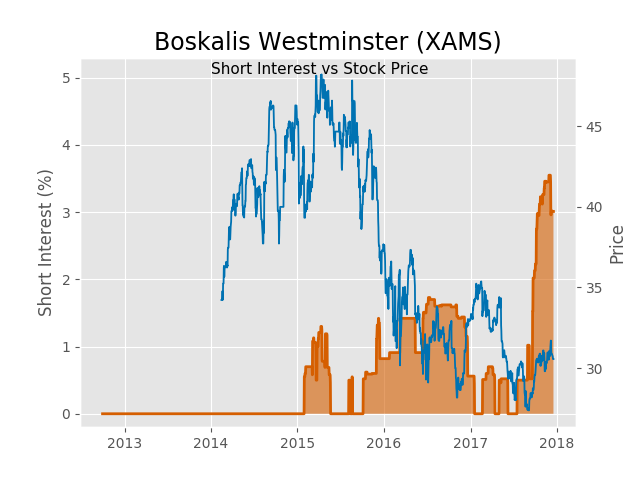 Boskalis Westminster (XAMS)
Short Interest vs Stock Price
5
4
3
2
1
0
Short Interest (%)
45
40
35
30
Price
2013 2014 2015 2016 2017 2018